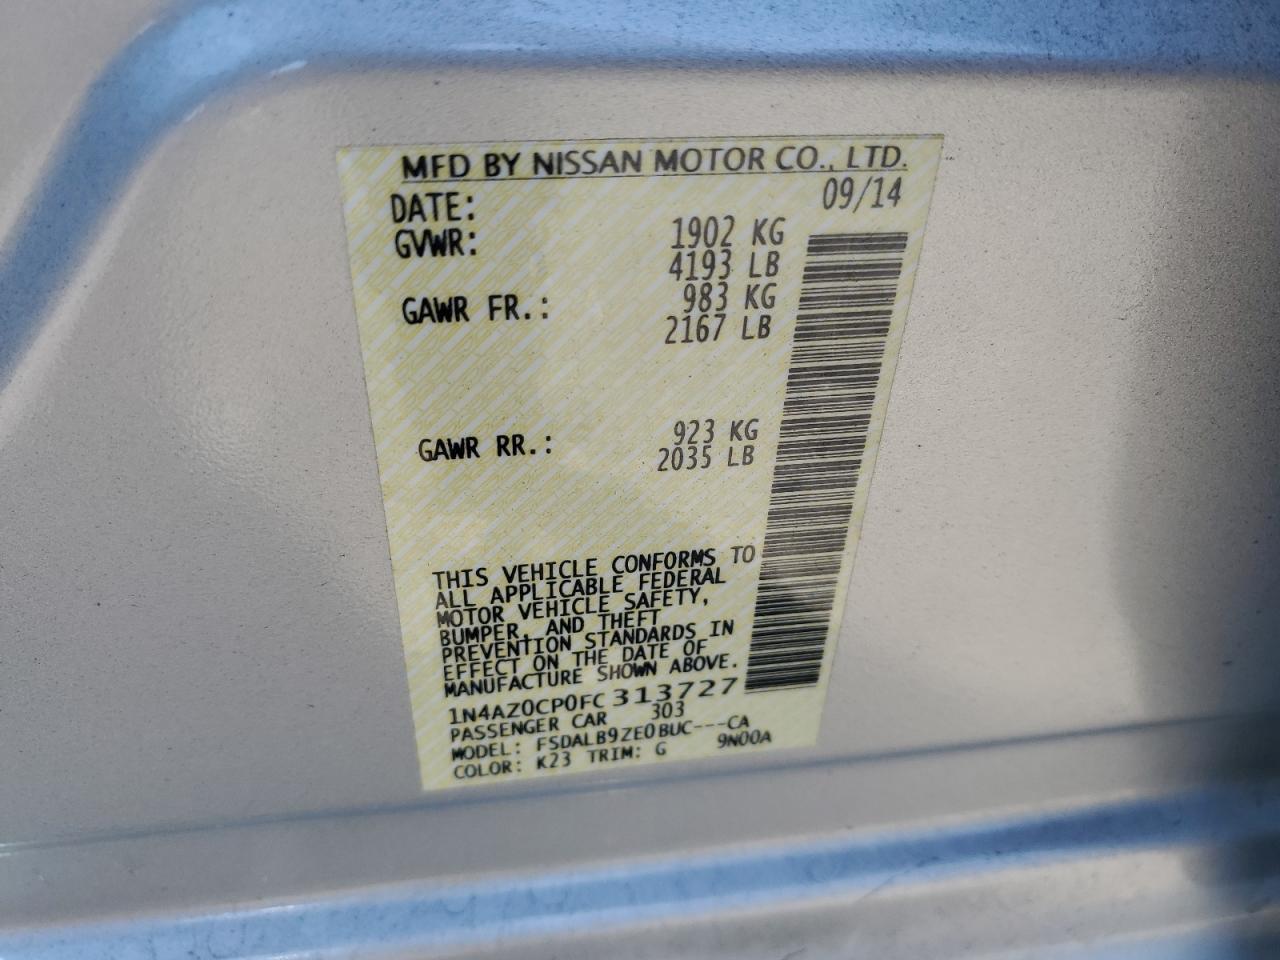 MFD BY NISSAN MOTOR CO., LTD.
DATE: 09/14
GVWR: 1902 KG
4193 LB
GAWR FR.: 983 KG
2167 LB
GAWR RR.: 923 KG
2035 LB
THIS VEHICLE CONFORMS TO
ALL APPLICABLE FEDERAL
MOTOR VEHICLE SAFETY,
BUMPER, AND THEFT
PREVENTION STANDARDS IN
EFFECT ON THE DATE OF
MANUFACTURE SHOWN ABOVE.
1N4AZ0CP0FC313727
PASSENGER CAR 303
MODEL: FSDALB9ZE0BUC---CA
COLOR: K23 TRIM: G 9N00A